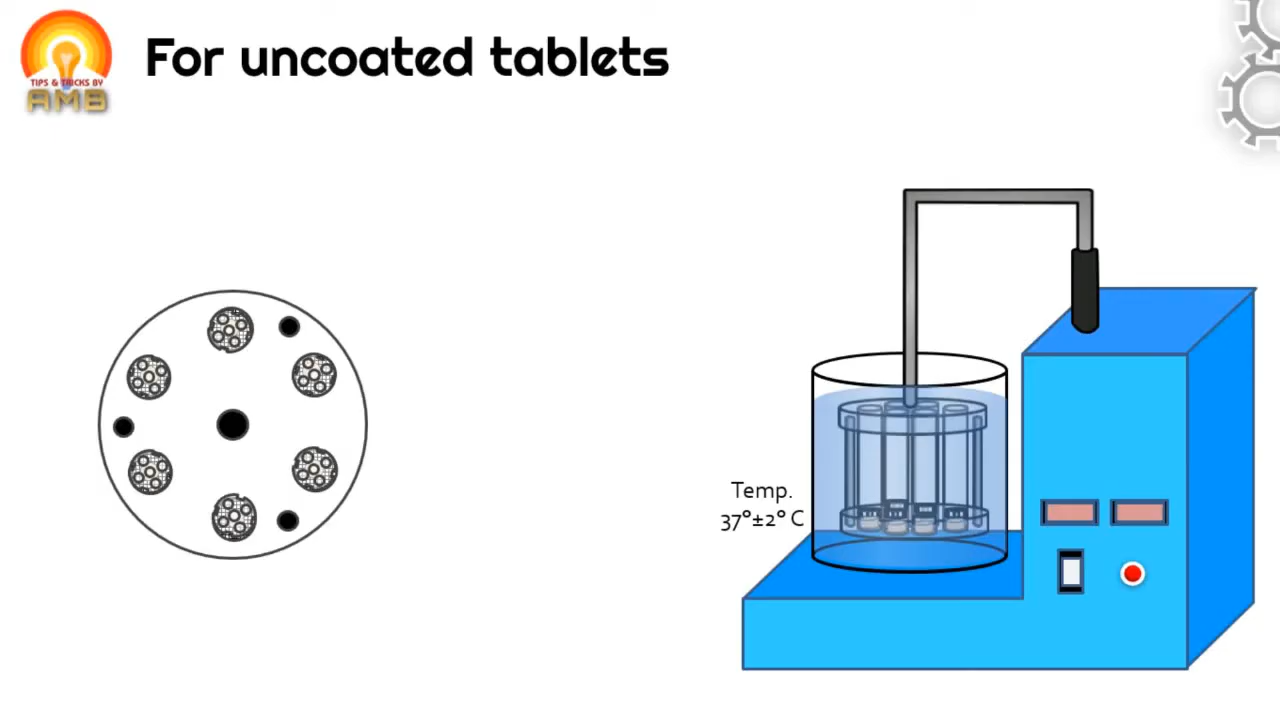 For uncoated tablets
TIPS & TRICKS BY
AMB
Temp.
37°±2° C